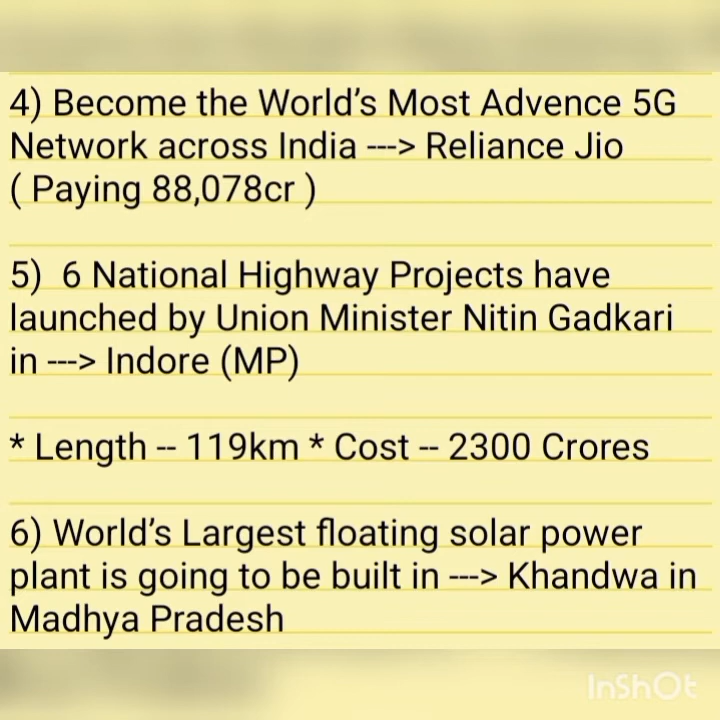 4) Become the World's Most Advence 5G
Network across India ---> Reliance Jio
( Paying 88,078cr )
5)  6 National Highway Projects have
launched by Union Minister Nitin Gadkari
in ---> Indore (MP)
* Length -- 119km * Cost -- 2300 Crores
6) World's Largest floating solar power
plant is going to be built in ---> Khandwa in
Madhya Pradesh
InShOt